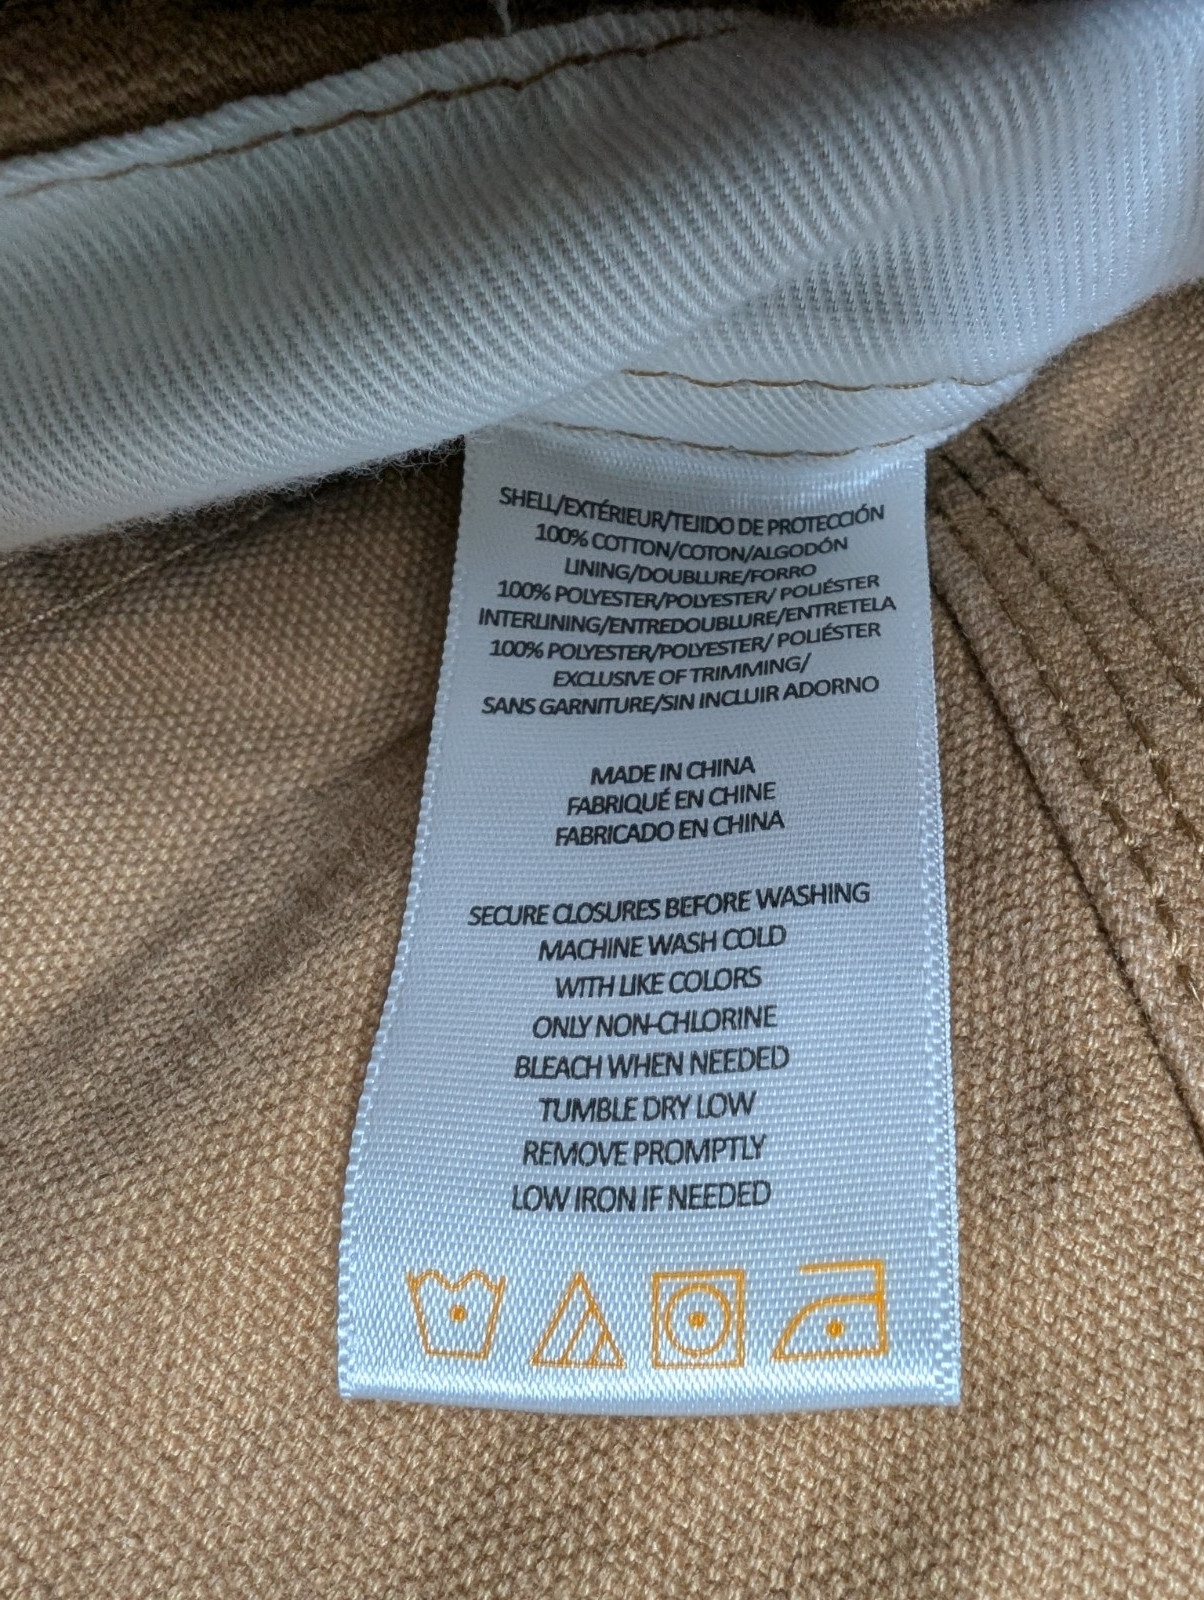 SHELL/EXTÉRIEUR/TEJIDO DE PROTECCIÓN
100% COTTON/COTON/ALGODÓN
LINING/DOUBLURE/FORRO
100% POLYESTER/POLYESTER/ POLIÉSTER
INTERLINING/ENTREDOUBLURE/ENTRETELA
100% POLYESTER/POLYESTER/ POLIÉSTER
EXCLUSIVE OF TRIMMING/
SANS GARNITURE/SIN INCLUIR ADORNO
MADE IN CHINA
FABRIQUÉ EN CHINE
FABRICADO EN CHINA
SECURE CLOSURES BEFORE WASHING
MACHINE WASH COLD
WITH LIKE COLORS
ONLY NON-CHLORINE
BLEACH WHEN NEEDED
TUMBLE DRY LOW
REMOVE PROMPTLY
LOW IRON IF NEEDED